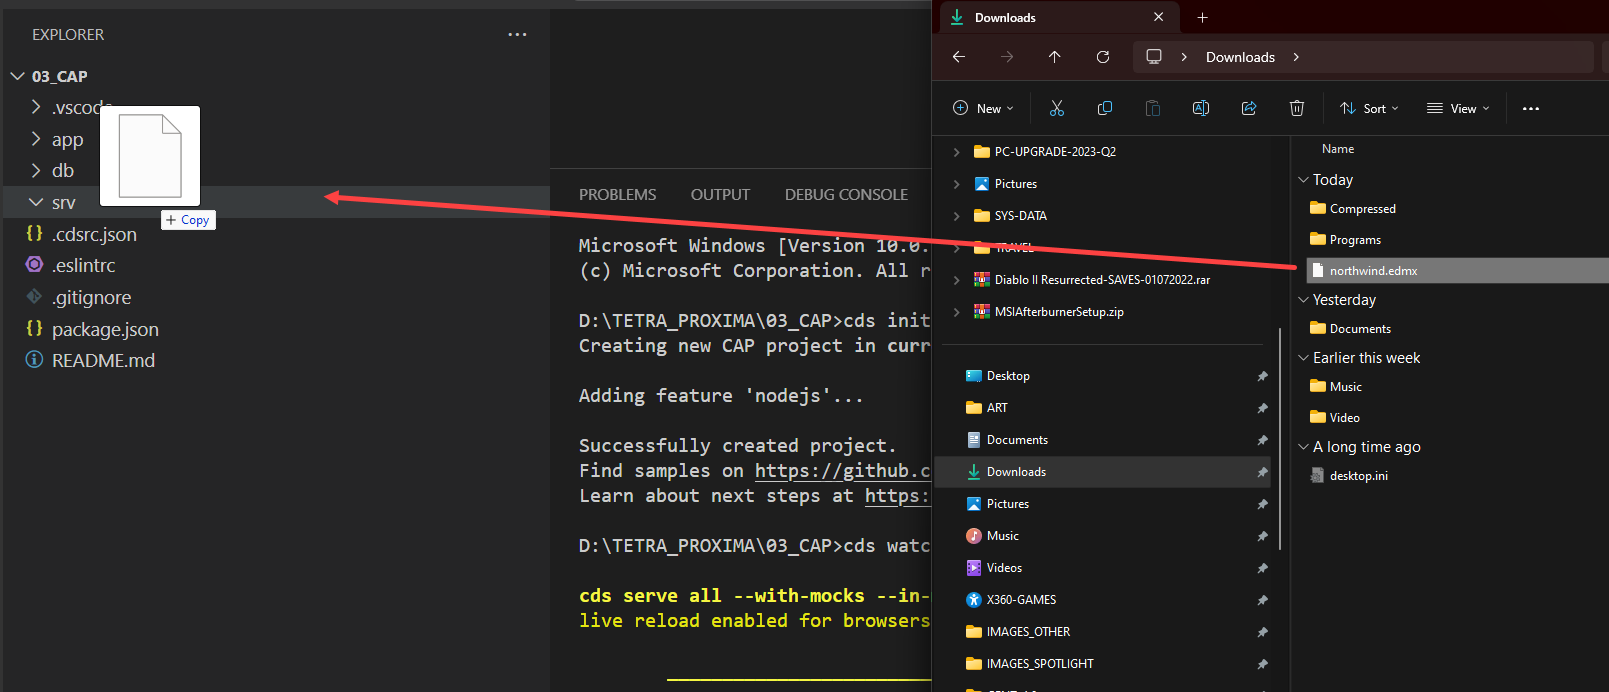 EXPLORER
03_CAP
.vscode
app
db
srv
Copy
.cdsrc.json
.eslintrc
.gitignore
package.json
README.md
PROBLEMS
OUTPUT
DEBUG CONSOLE
Microsoft Windows [Version 10.0.
(c) Microsoft Corporation. All r
D:\TETRA_PROXIMA\03_CAP>cds init
Creating new CAP project in curr
Adding feature 'nodejs'...
Successfully created project.
Find samples on https://github.c
Learn about next steps at https:
D:\TETRA_PROXIMA\03_CAP>cds watc
cds serve all --with-mocks --in-
live reload enabled for browsers
Downloads
Downloads
New
Sort
View
PC-UPGRADE-2023-Q2
Pictures
SYS-DATA
TRAVEL
Diablo II Resurrected-SAVES-01072022.rar
MSIAfterburnerSetup.zip
Desktop
ART
Documents
Downloads
Pictures
Music
Videos
X360-GAMES
IMAGES_OTHER
IMAGES_SPOTLIGHT
Name
Today
Compressed
Programs
northwind.edmx
Yesterday
Documents
Earlier this week
Music
Video
A long time ago
desktop.ini